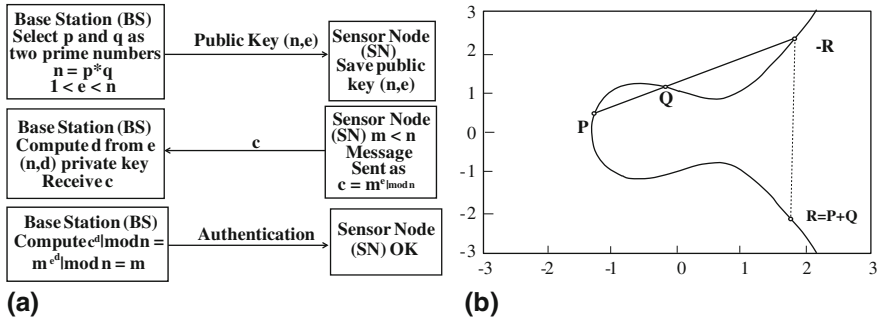 Base Station (BS)
Select p and q as
two prime numbers
n = p*q
1 < e < n
Public Key (n,e)
Sensor Node
(SN)
Save public
key (n,e)
Base Station (BS)
Compute d from e
(n,d) private key
Receive c
c
Sensor Node
(SN) m < n
Message
Sent as
c = m^e|mod n
Base Station (BS)
Compute c^d|mod n =
m^e^d|mod n = m
Authentication
Sensor Node
(SN) OK
(a)
3
2
1
0
-1
-2
-3
-3
-2
-1
0
1
2
3
P
Q
-R
R=P+Q
(b)